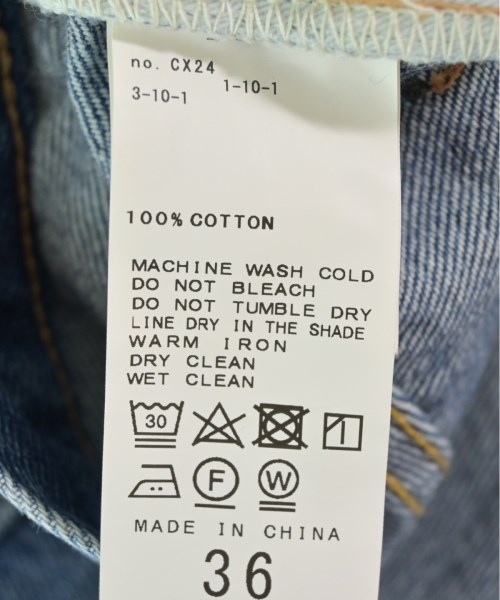 no. CX24
3-10-1 1-10-1
100% COTTON
MACHINE WASH COLD
DO NOT BLEACH
DO NOT TUMBLE DRY
LINE DRY IN THE SHADE
WARM IRON
DRY CLEAN
WET CLEAN
30
F W
MADE IN CHINA
36